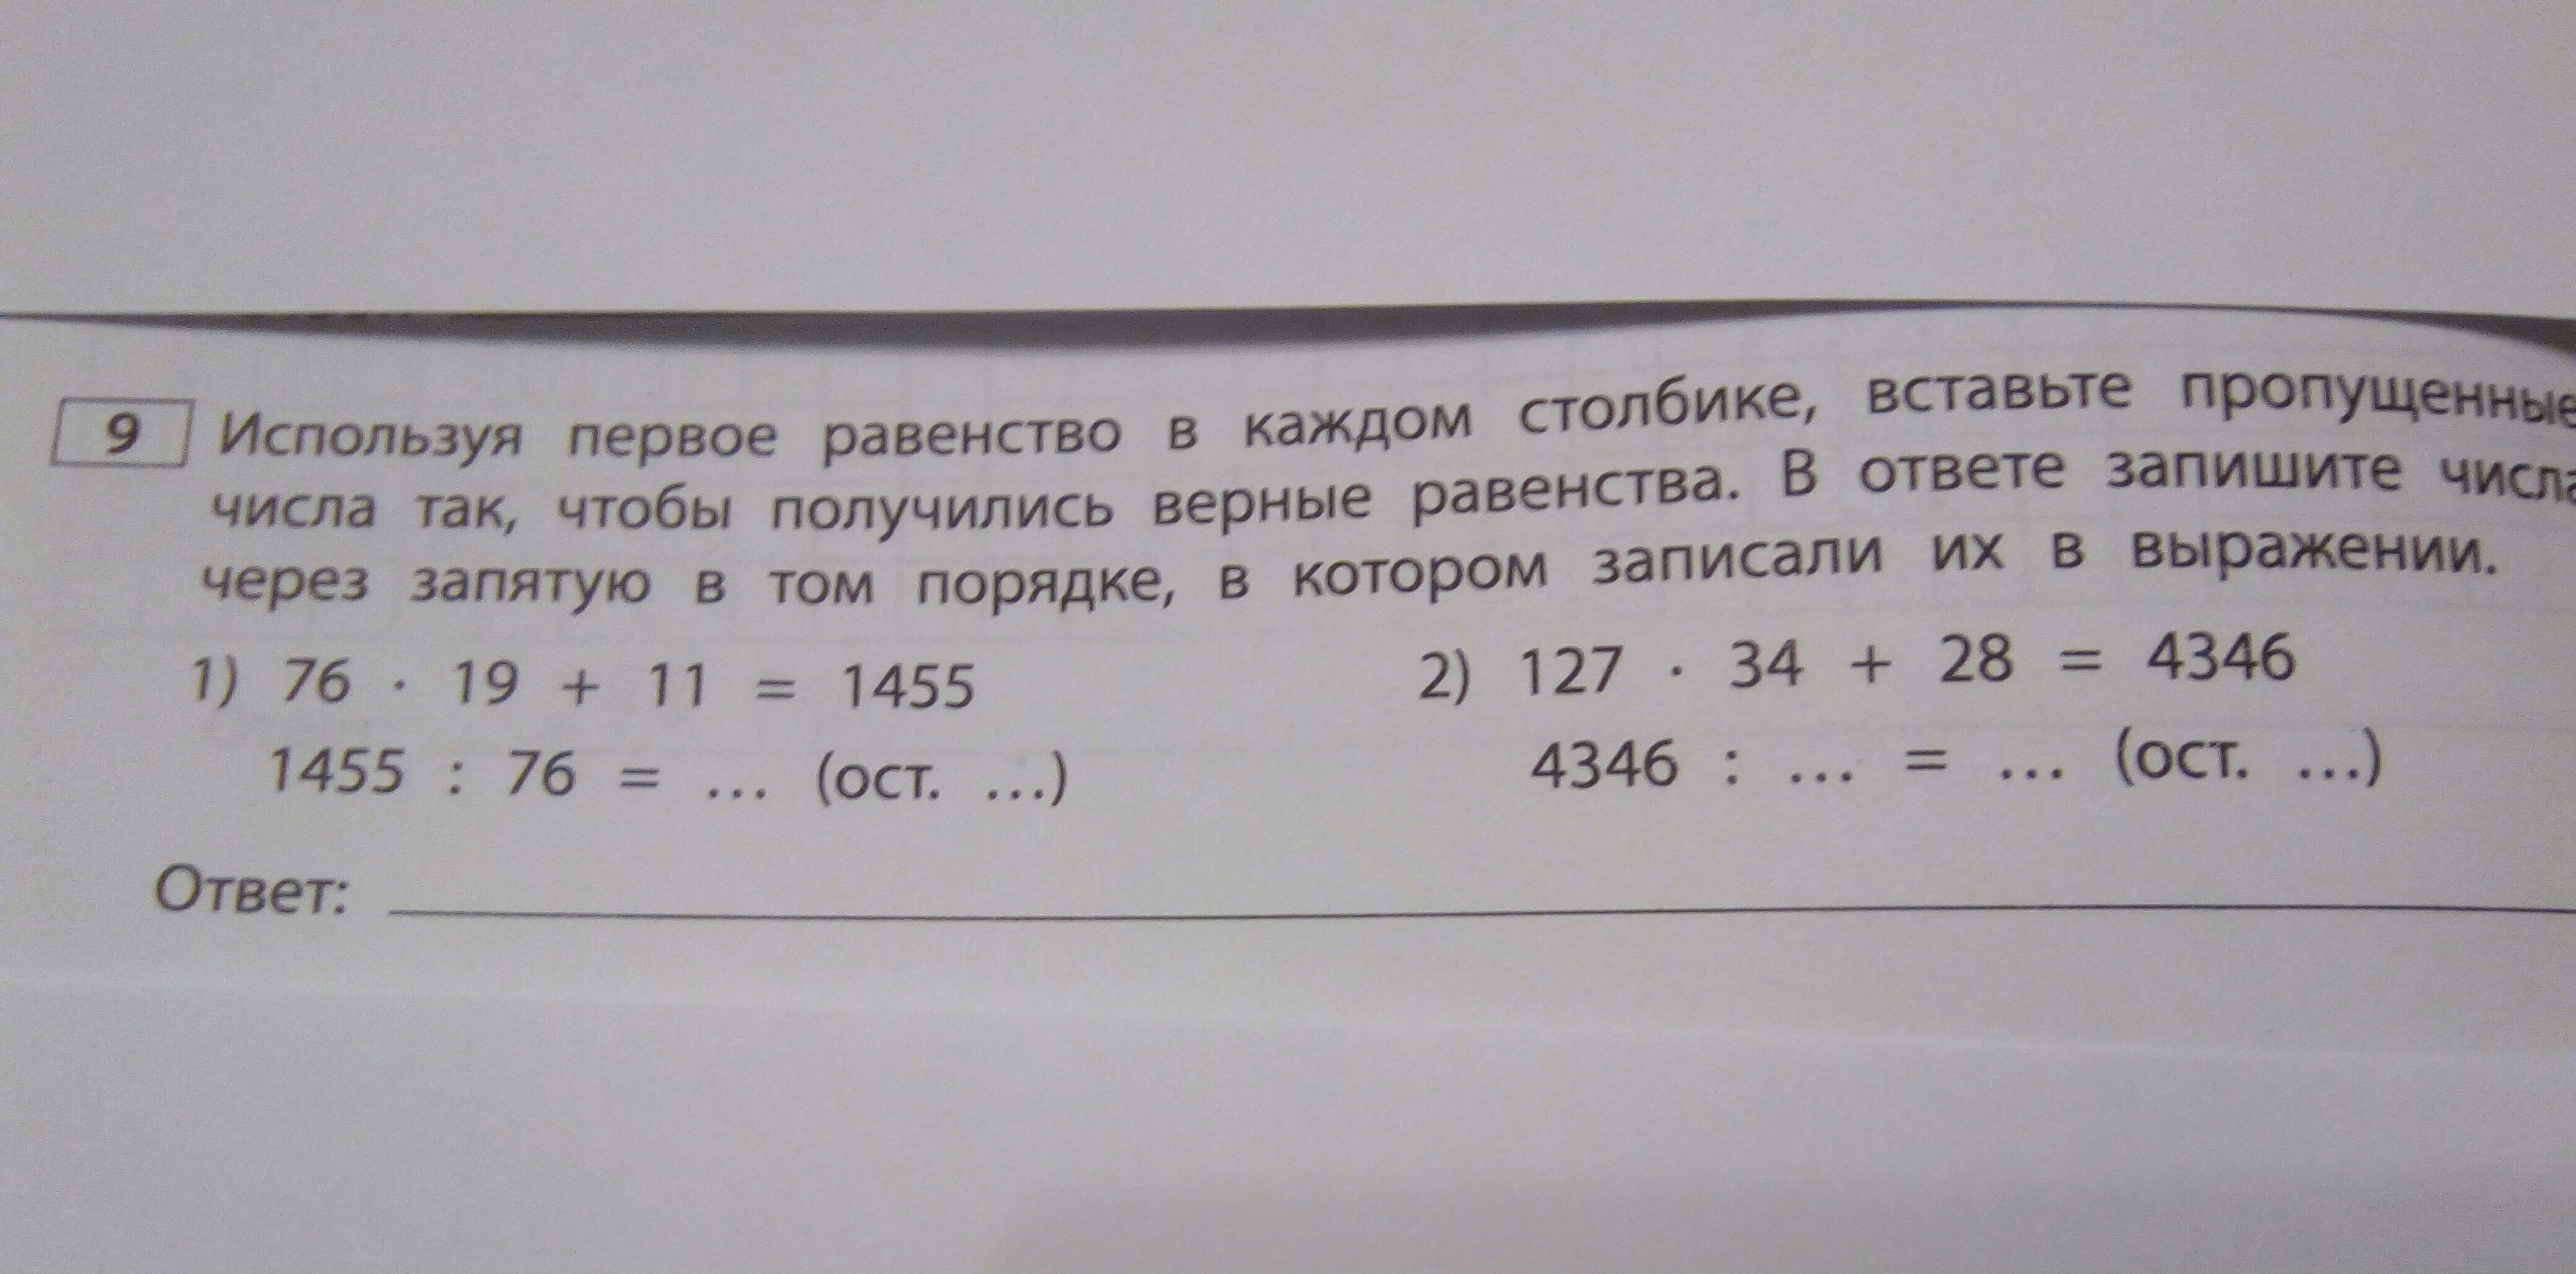 9 Используя первое равенство в каждом столбике, вставьте пропущенные
числа так, чтобы получились верные равенства. В ответе запишите числа
через запятую в том порядке, в котором записали их в выражении.
1) 76 · 19 + 11 = 1455
1455 : 76 = ... (ост. ...)
2) 127 · 34 + 28 = 4346
4346 : ... = ... (ост. ...)
Ответ: